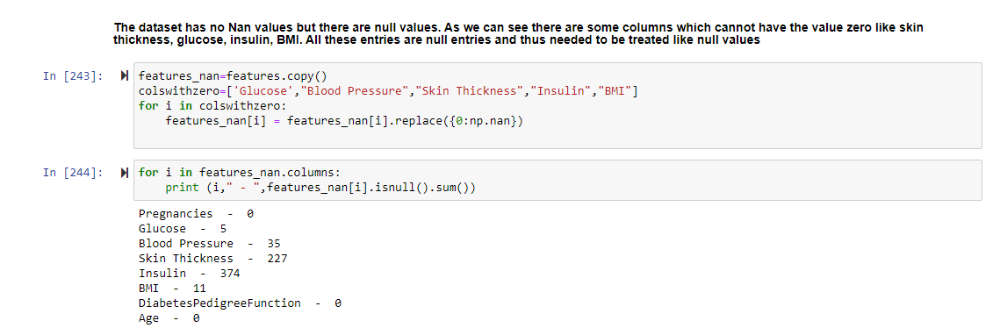 The dataset has no Nan values but there are null values. As we can see there are some columns which cannot have the value zero like skin
thickness, glucose, insulin, BMI. All these entries are null entries and thus needed to be treated like null values
In [243]: features_nan=features.copy()
colswithzero=['Glucose',"Blood Pressure","Skin Thickness","Insulin","BMI"]
for i in colswithzero:
    features_nan[i] = features_nan[i].replace({0:np.nan})
In [244]: for i in features_nan.columns:
    print (i," - ",features_nan[i].isnull().sum())
Pregnancies  -  0
Glucose  -  5
Blood Pressure  -  35
Skin Thickness  -  227
Insulin  -  374
BMI  -  11
DiabetesPedigreeFunction  -  0
Age  -  0